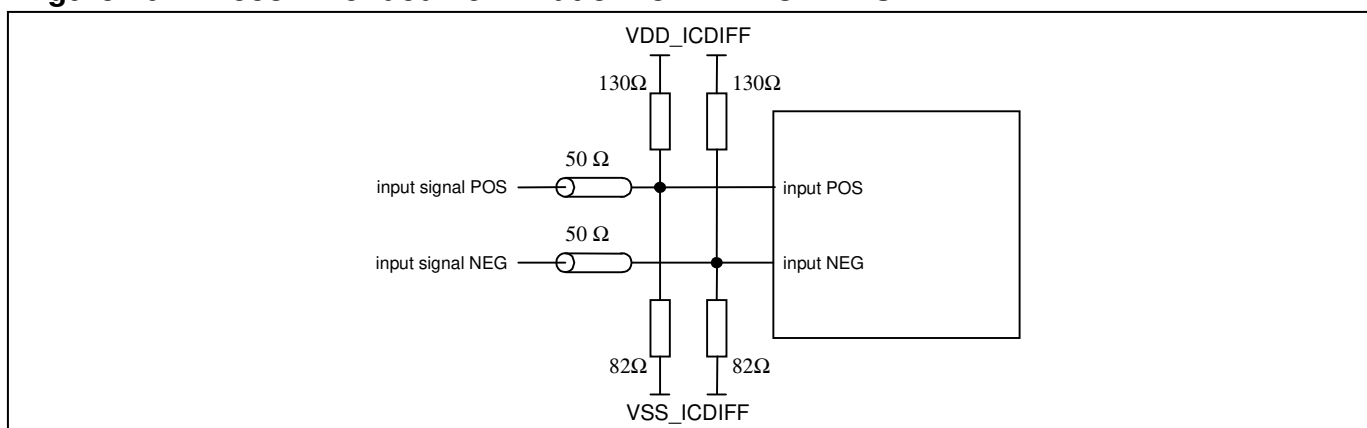 VDD_ICDIFF
130Ω 130Ω
50 Ω
input signal POS input POS
50 Ω
input signal NEG input NEG
82Ω 82Ω
VSS_ICDIFF